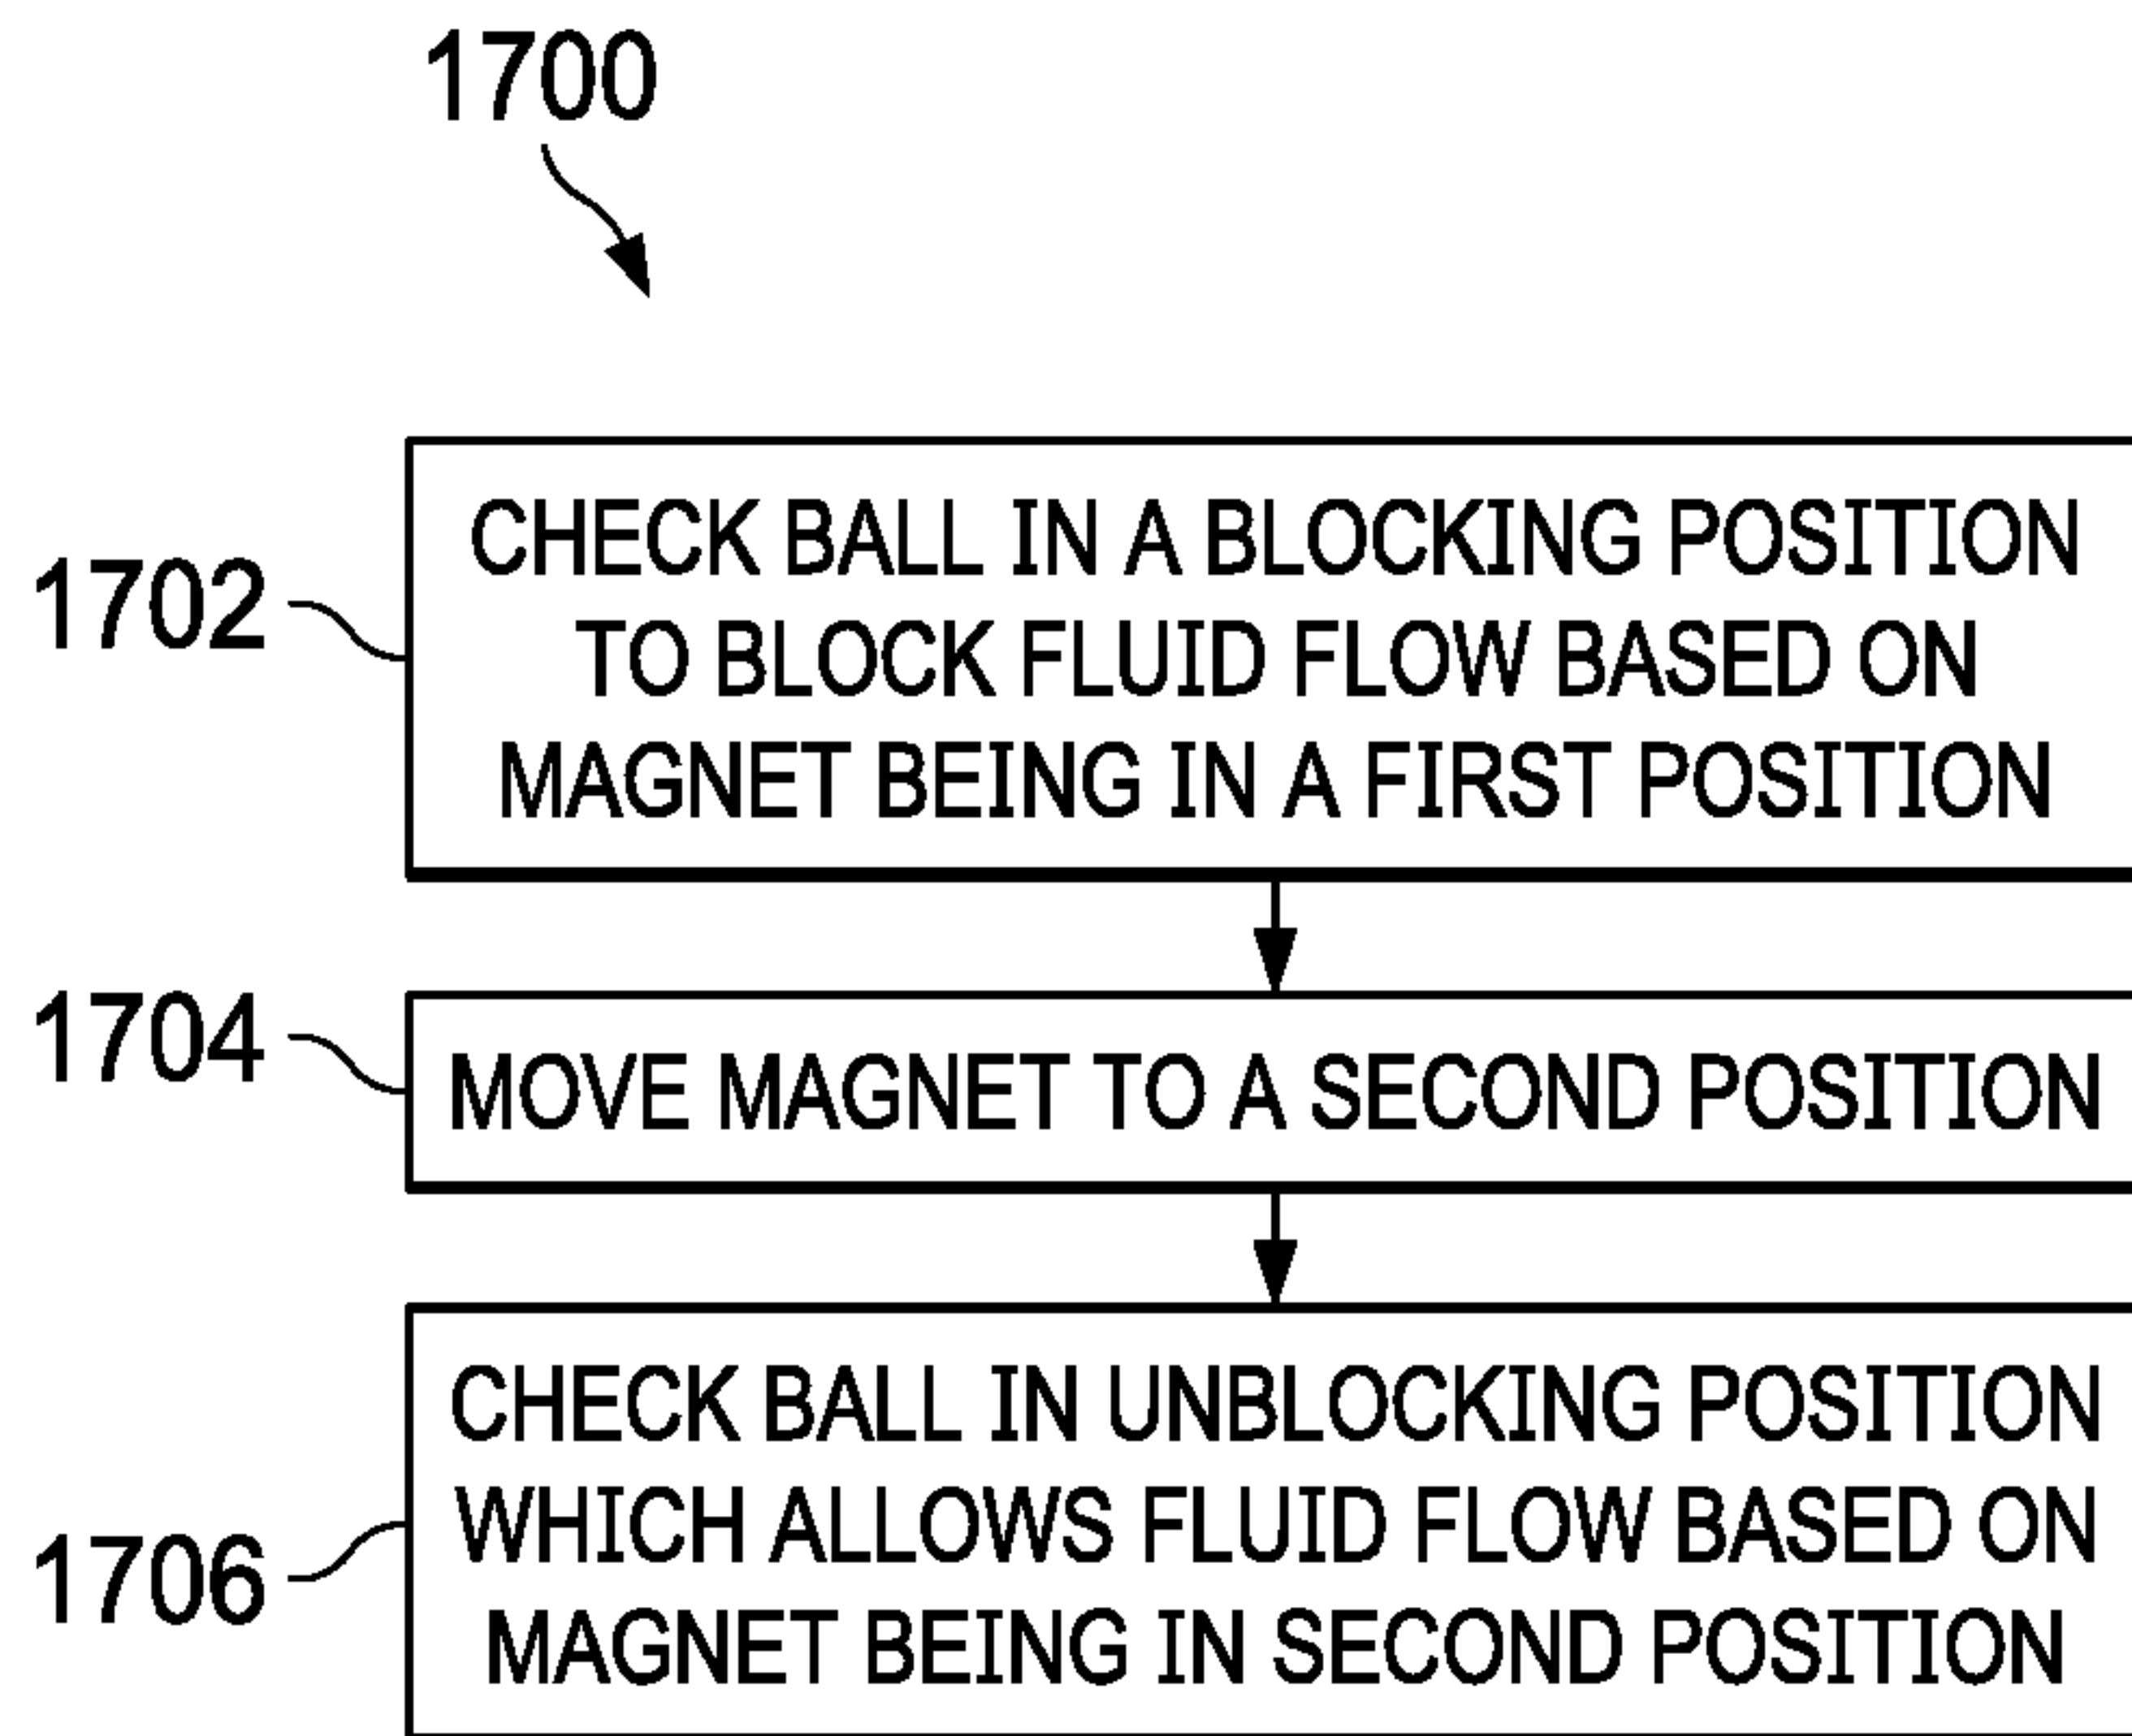 1700
1702
CHECK BALL IN A BLOCKING POSITION
TO BLOCK FLUID FLOW BASED ON
MAGNET BEING IN A FIRST POSITION
1704
MOVE MAGNET TO A SECOND POSITION
1706
CHECK BALL IN UNBLOCKING POSITION
WHICH ALLOWS FLUID FLOW BASED ON
MAGNET BEING IN SECOND POSITION